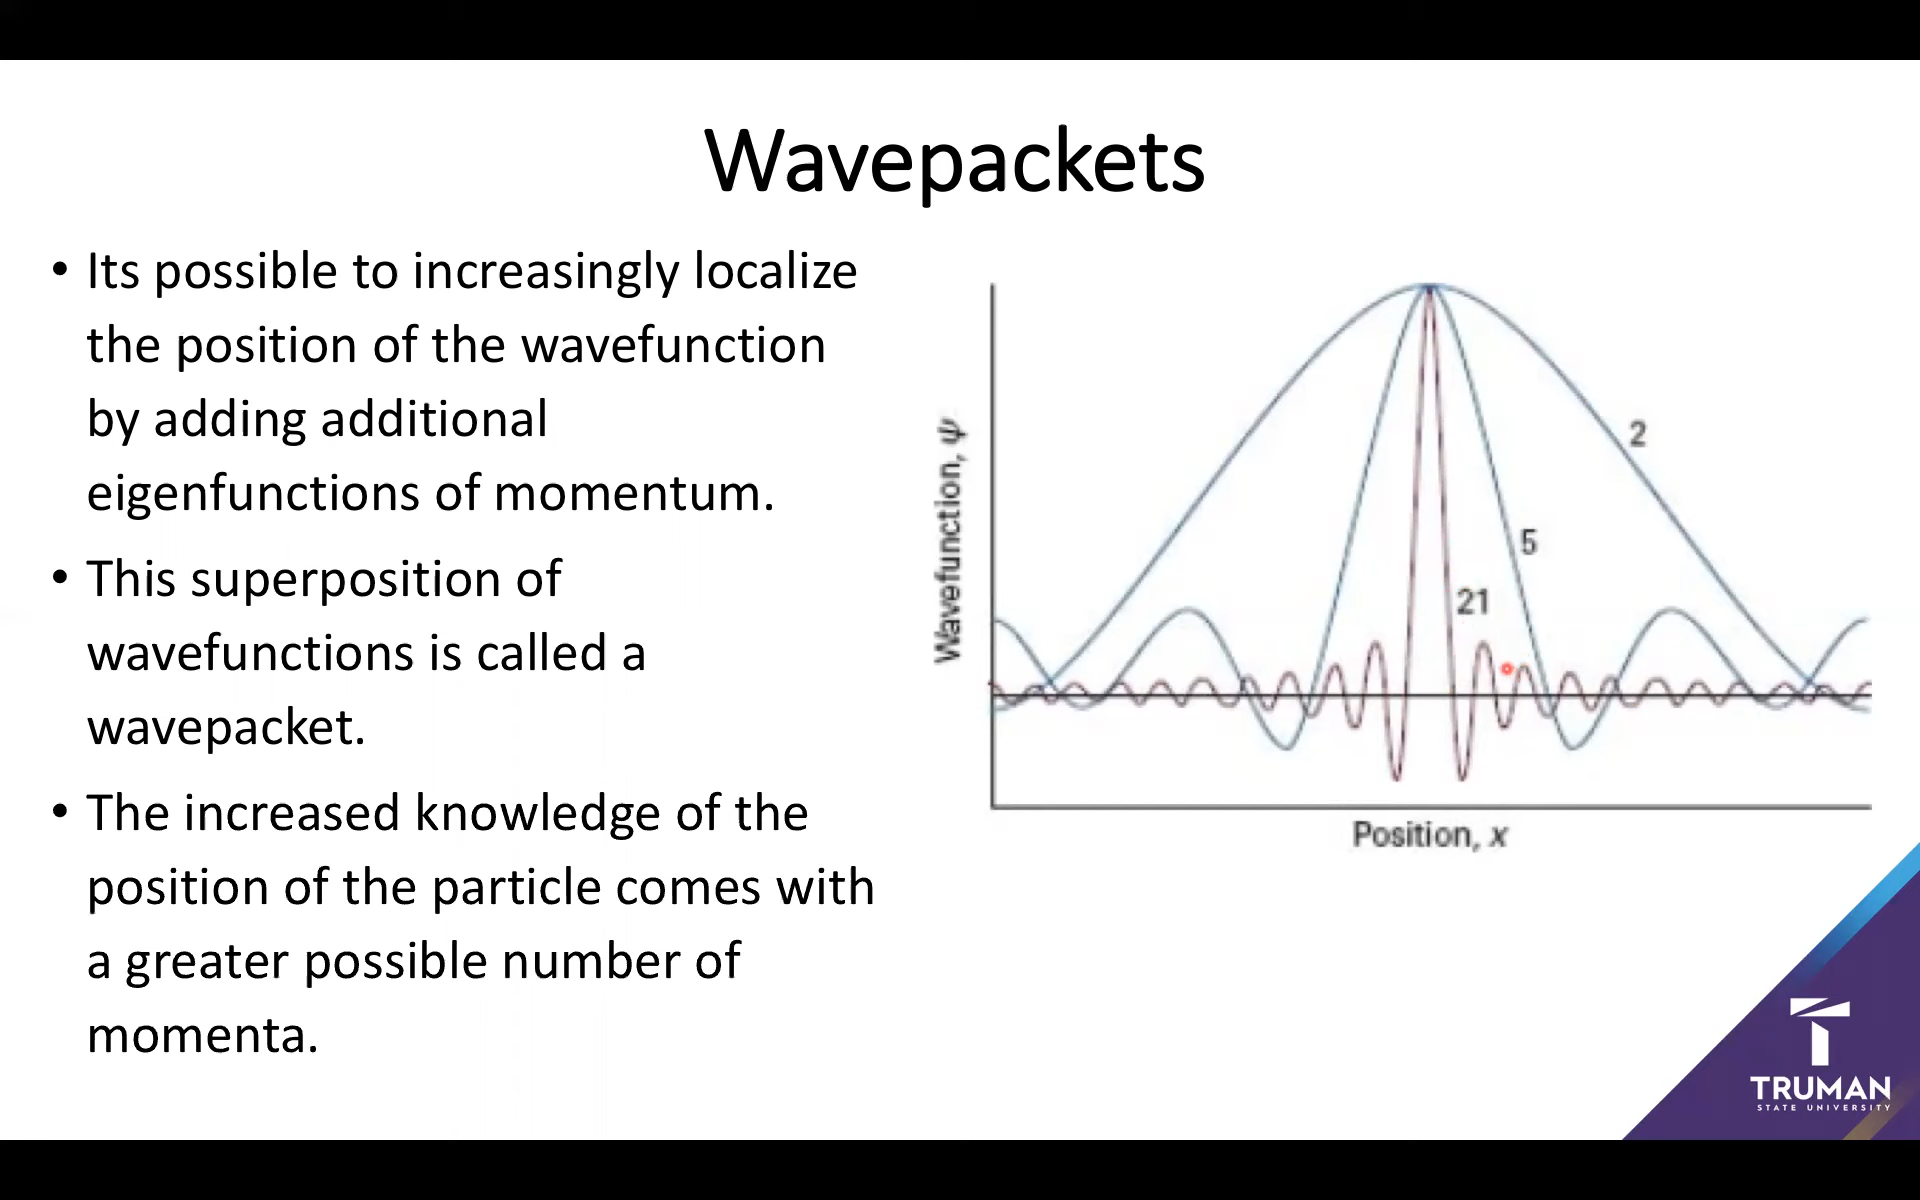 Wavepackets
• Its possible to increasingly localize
the position of the wavefunction
by adding additional
eigenfunctions of momentum.
• This superposition of
wavefunctions is called a
wavepacket.
• The increased knowledge of the
position of the particle comes with
a greater possible number of
momenta.
Wavefunction, ψ
2
5
21
Position, x
TRUMAN
STATE UNIVERSITY